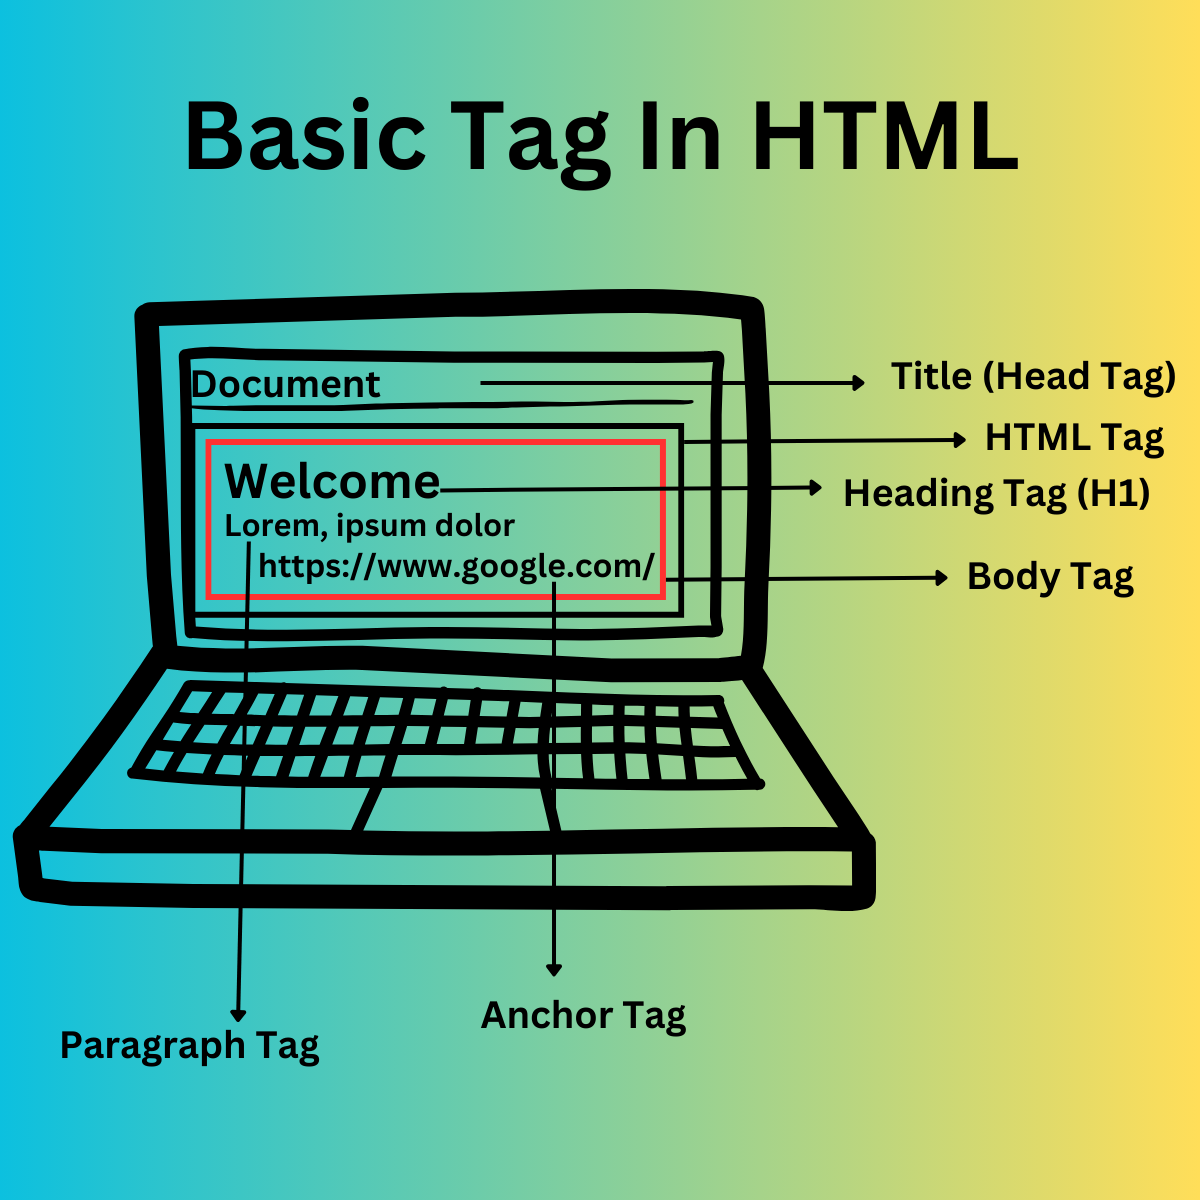 Basic Tag In HTML
Document
Title (Head Tag)
HTML Tag
Welcome
Heading Tag (H1)
Lorem, ipsum dolor
https://www.google.com/
Body Tag
Anchor Tag
Paragraph Tag